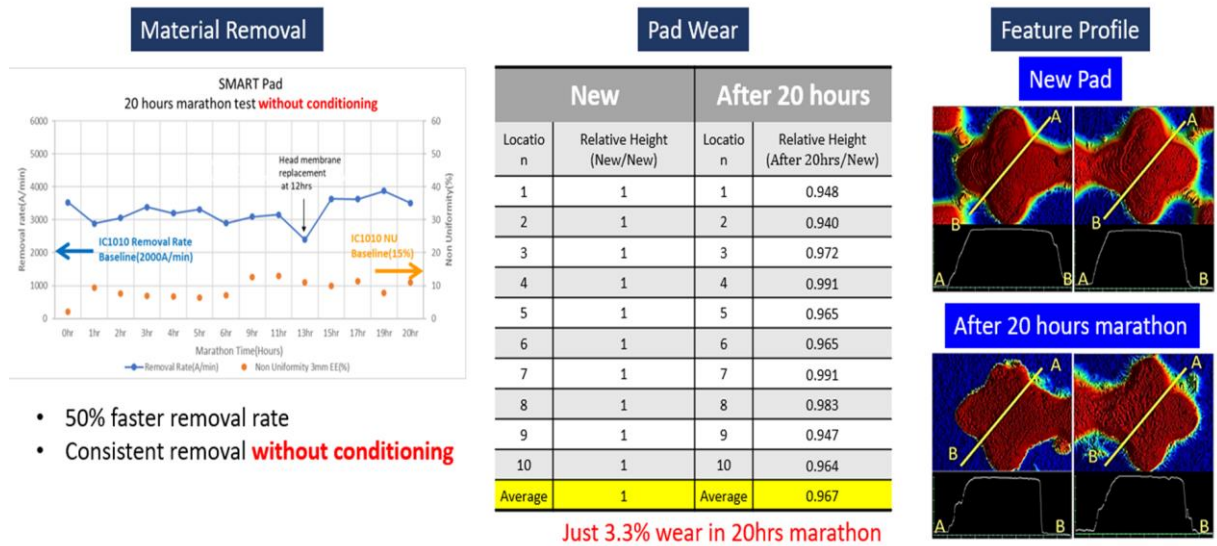 Material Removal
SMART Pad
20 hours marathon test without conditioning
6000
5000
4000
3000
2000
1000
0
Removal rate(A/min)
60
50
40
30
20
10
0
Non Uniformity(%)
Head membrane
replacement
at 12hrs
IC1010 Removal Rate
Baseline(2000A/min)
IC1010 NU
Baseline(15%)
0hr 1hr 2hr 3hr 4hr 5hr 6hr 9hr 11hr 13hr 15hr 17hr 19hr 20hr
Marathon Time(Hours)
Removal Rate(A/min) Non Uniformity 3mm EE(%)
• 50% faster removal rate
• Consistent removal without conditioning
Pad Wear
New After 20 hours
Locatio
n
Relative Height
(New/New)
Locatio
n
Relative Height
(After 20hrs/New)
1 1 1 0.948
2 1 2 0.940
3 1 3 0.972
4 1 4 0.991
5 1 5 0.965
6 1 6 0.965
7 1 7 0.991
8 1 8 0.983
9 1 9 0.947
10 1 10 0.964
Average 1 Average 0.967
Just 3.3% wear in 20hrs marathon
Feature Profile
New Pad
A A
B B
A B A B
After 20 hours marathon
A A
B B
A B A B